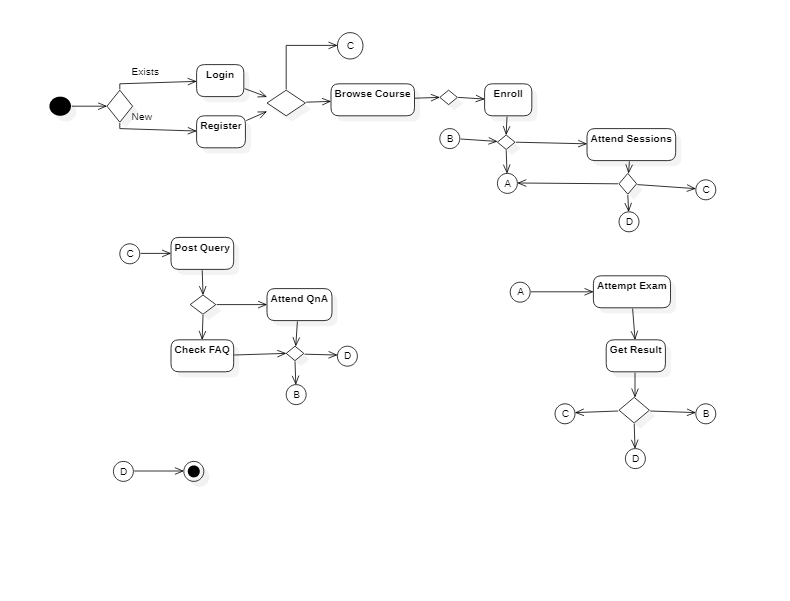 C
Exists
Login
Browse Course
Enroll
New
Register
B
Attend Sessions
A
C
D
C
Post Query
Attend QnA
Check FAQ
D
B
A
Attempt Exam
Get Result
C
B
D
D